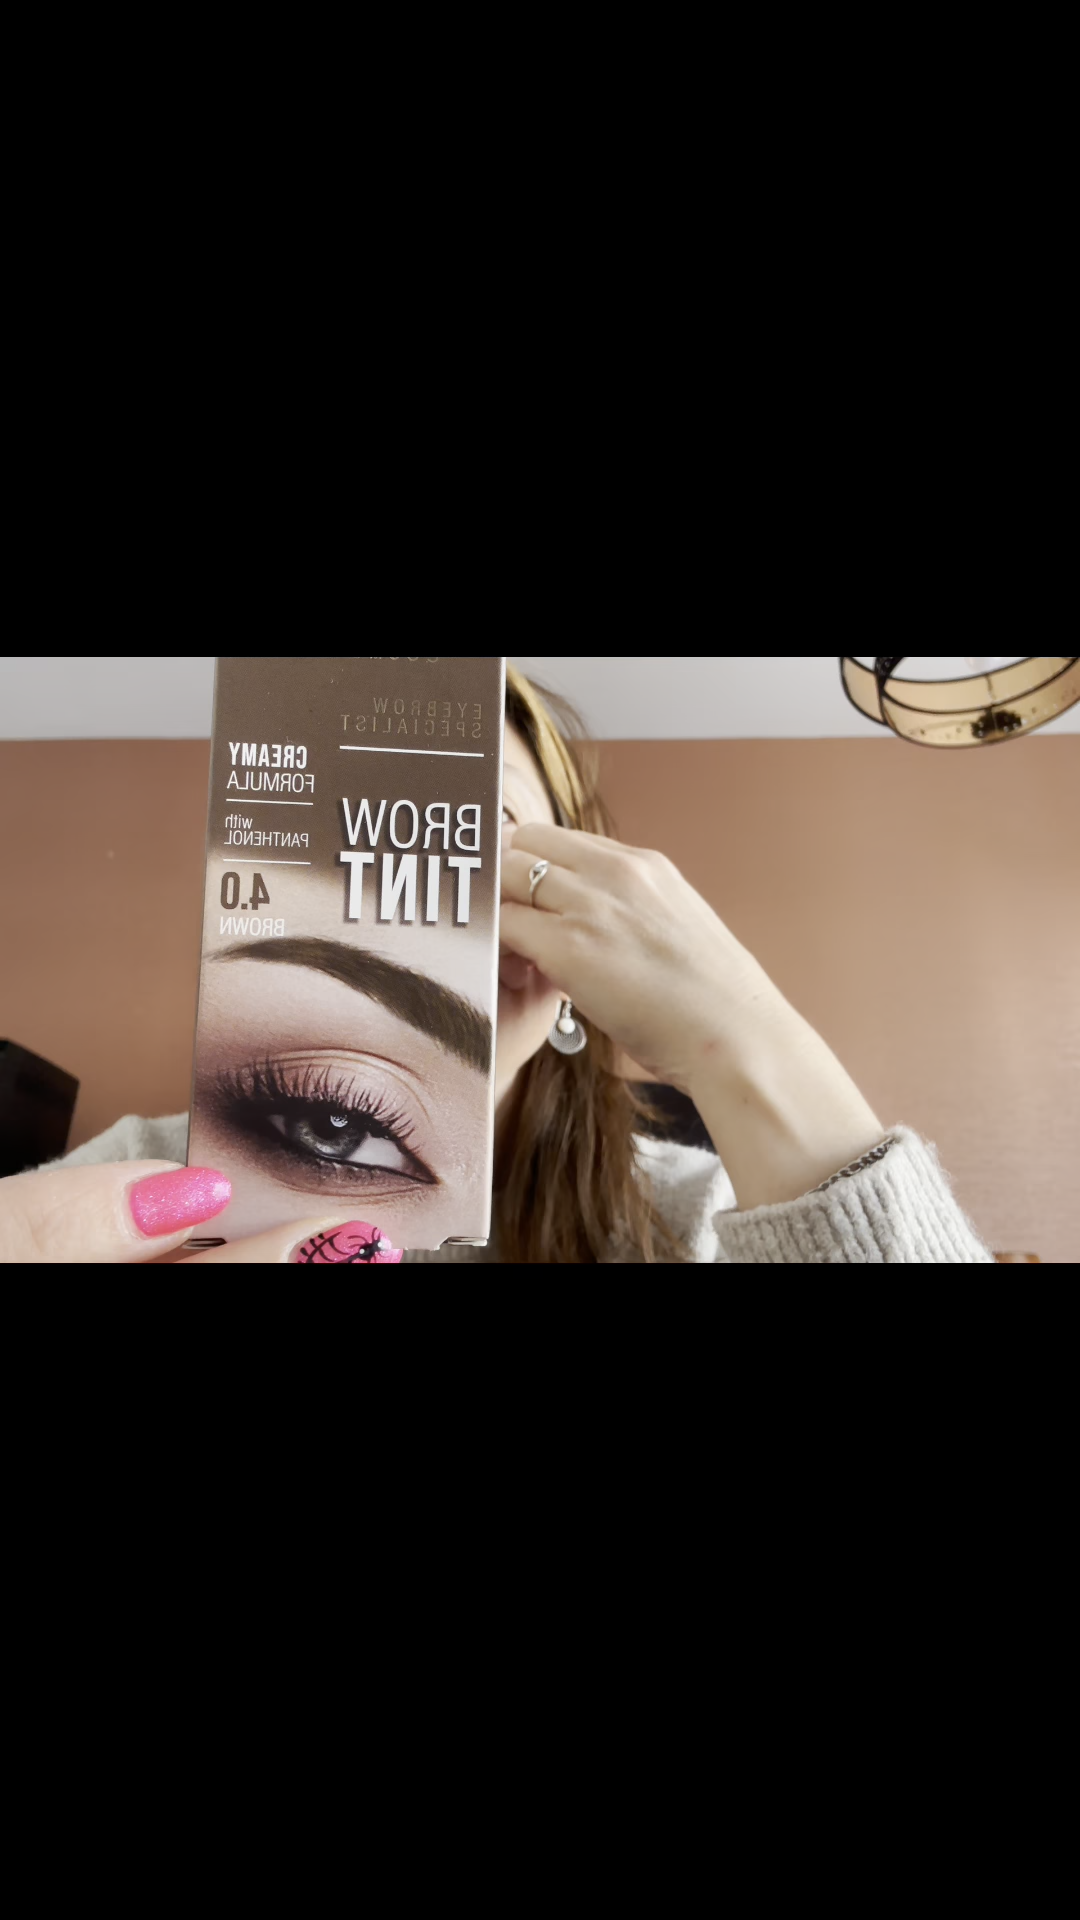 EYEBROW
SPECIALIST
BROW
TINT
CREAMY
FORMULA
with
PANTHENOL
4.0
BROWN